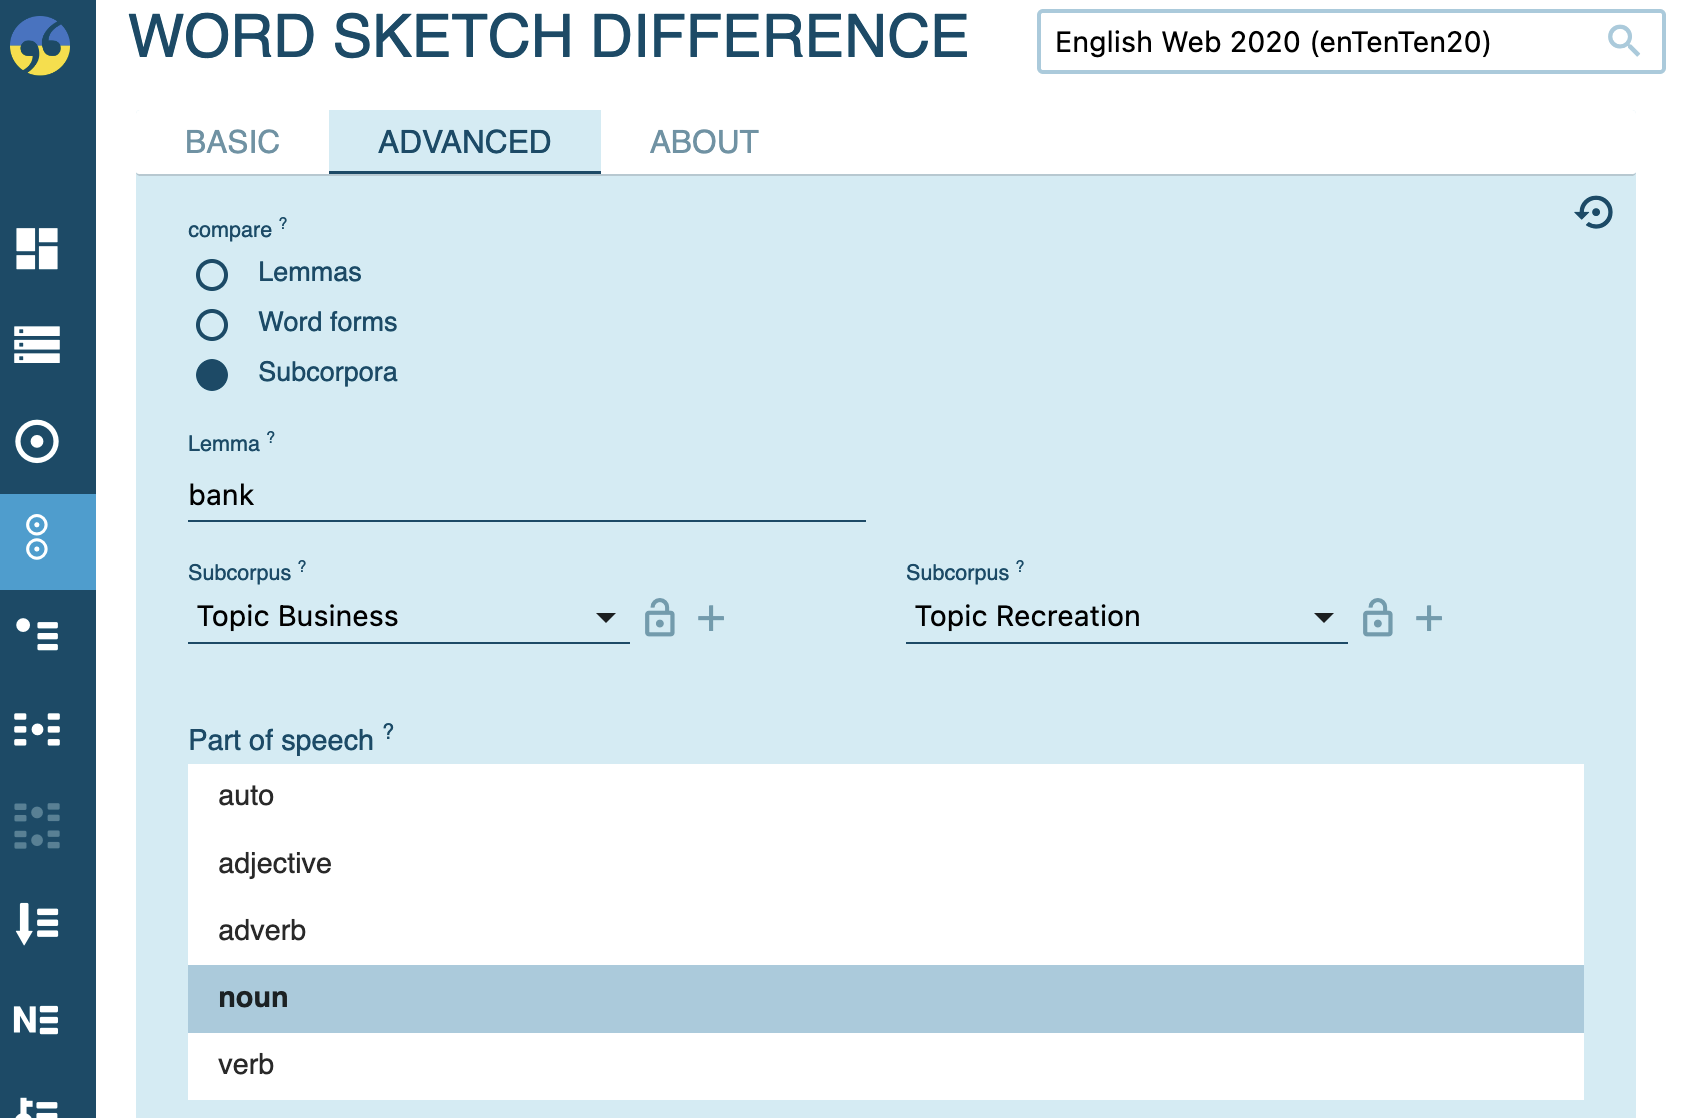 WORD SKETCH DIFFERENCE
English Web 2020 (enTenTen20)
BASIC ADVANCED ABOUT
compare ?
Lemmas
Word forms
Subcorpora
Lemma ?
bank
Subcorpus ? Subcorpus ?
Topic Business Topic Recreation
Part of speech ?
auto
adjective
adverb
noun
verb